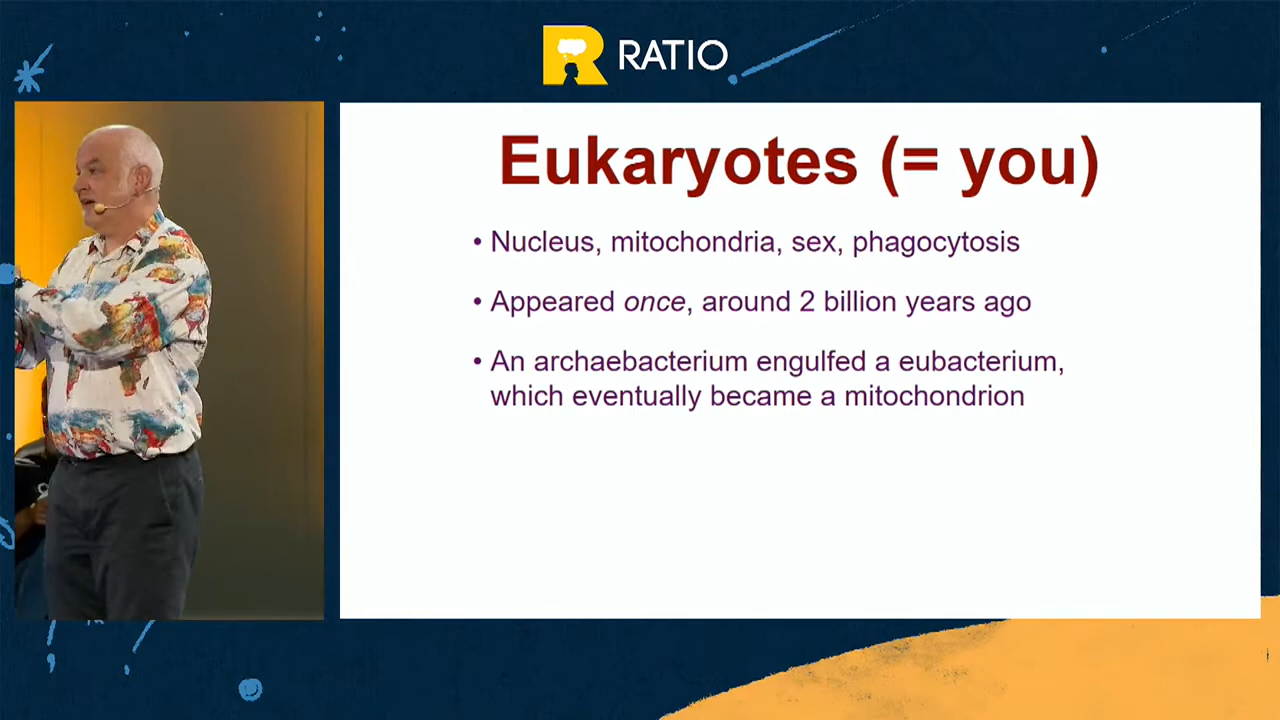 RATIO
Eukaryotes (= you)
• Nucleus, mitochondria, sex, phagocytosis
• Appeared once, around 2 billion years ago
• An archaebacterium engulfed a eubacterium,
which eventually became a mitochondrion